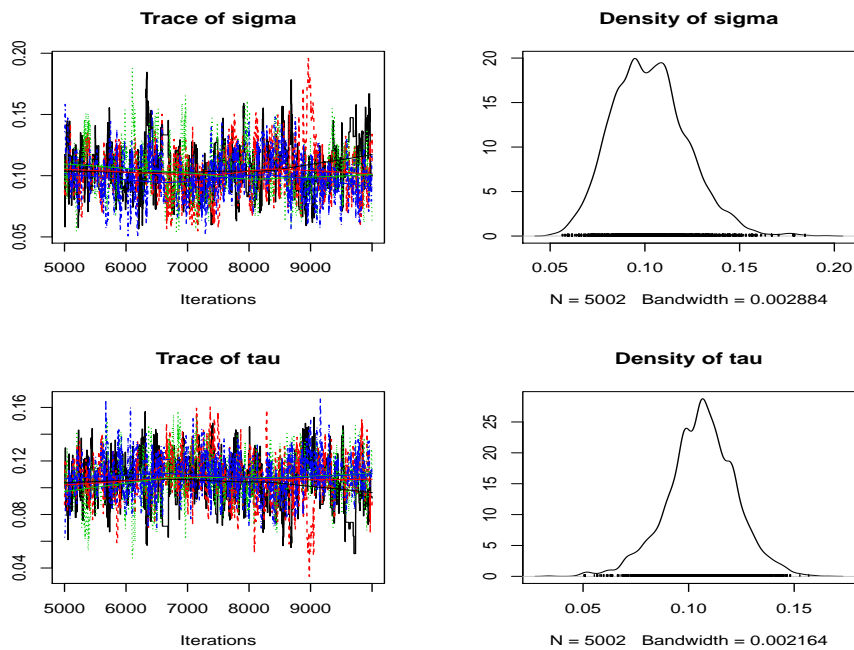 Trace of sigma
0.20
0.15
0.10
0.05
5000 6000 7000 8000 9000
Iterations
Density of sigma
20
15
10
5
0
0.05 0.10 0.15 0.20
N = 5002 Bandwidth = 0.002884
Trace of tau
0.16
0.12
0.08
0.04
5000 6000 7000 8000 9000
Iterations
Density of tau
25
20
15
10
5
0
0.05 0.10 0.15
N = 5002 Bandwidth = 0.002164